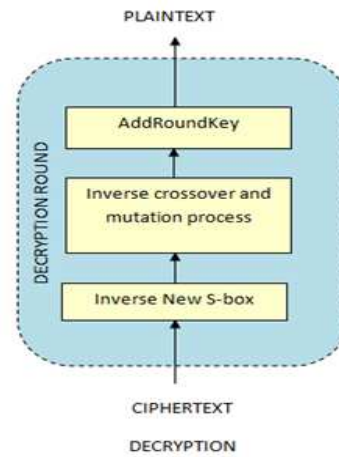 PLAINTEXT
AddRoundKey
DECRYPTION ROUND
Inverse crossover and
mutation process
Inverse New S-box
CIPHERTEXT
DECRYPTION